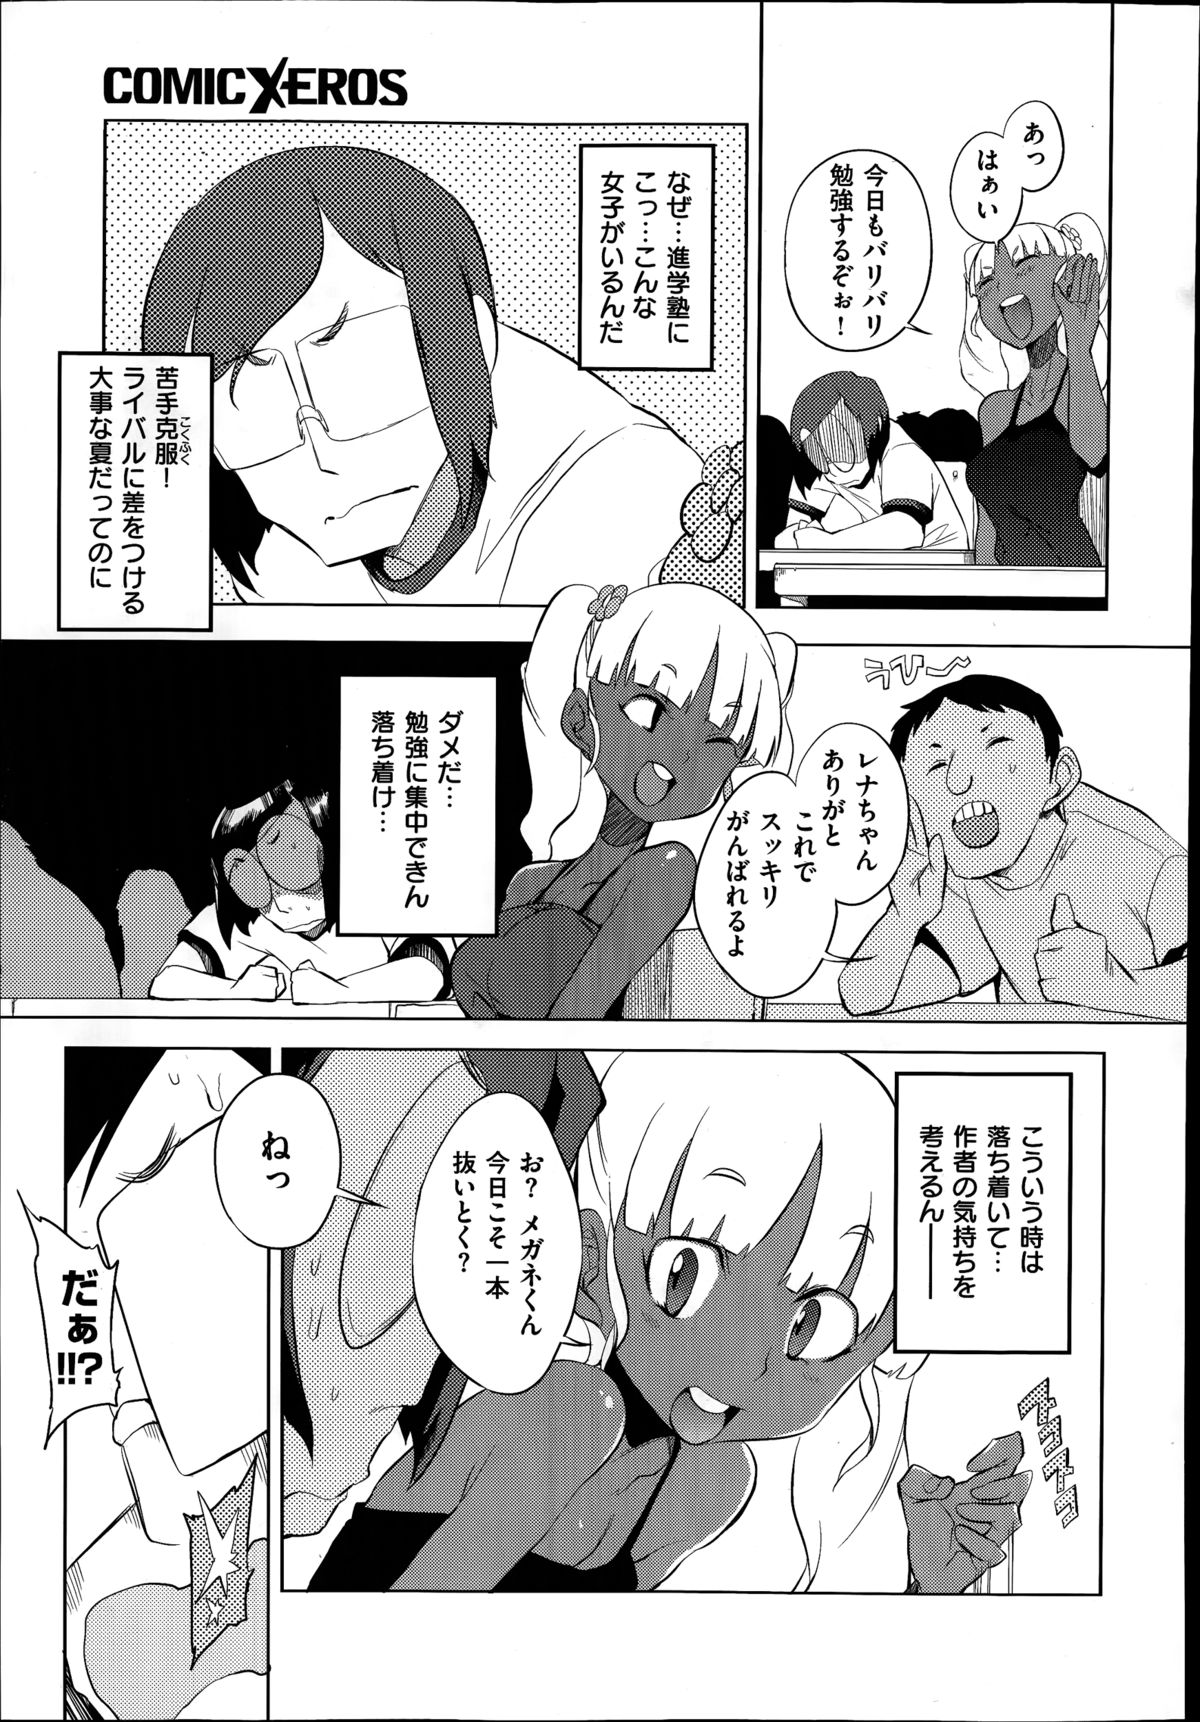 COMIC XEROS
あっ
はぁい
今日もバリバリ
勉強するぞぉ!
なぜ…進学塾に
こっ…こんな
女子がいるんだ
苦手克服!
こくふく
ライバルに差をつける
大事な夏だってのに
うひ〜〜
レナちゃん
ありがと
これで
スッキリ
がんばれるよ
ダメだ…
勉強に集中できん
落ち着け…
こういう時は
落ち着いて…
作者の気持ちを
考えるん――
お? メガネくん
今日こそ一本
抜いとく?
ねっ
だぁ!!?